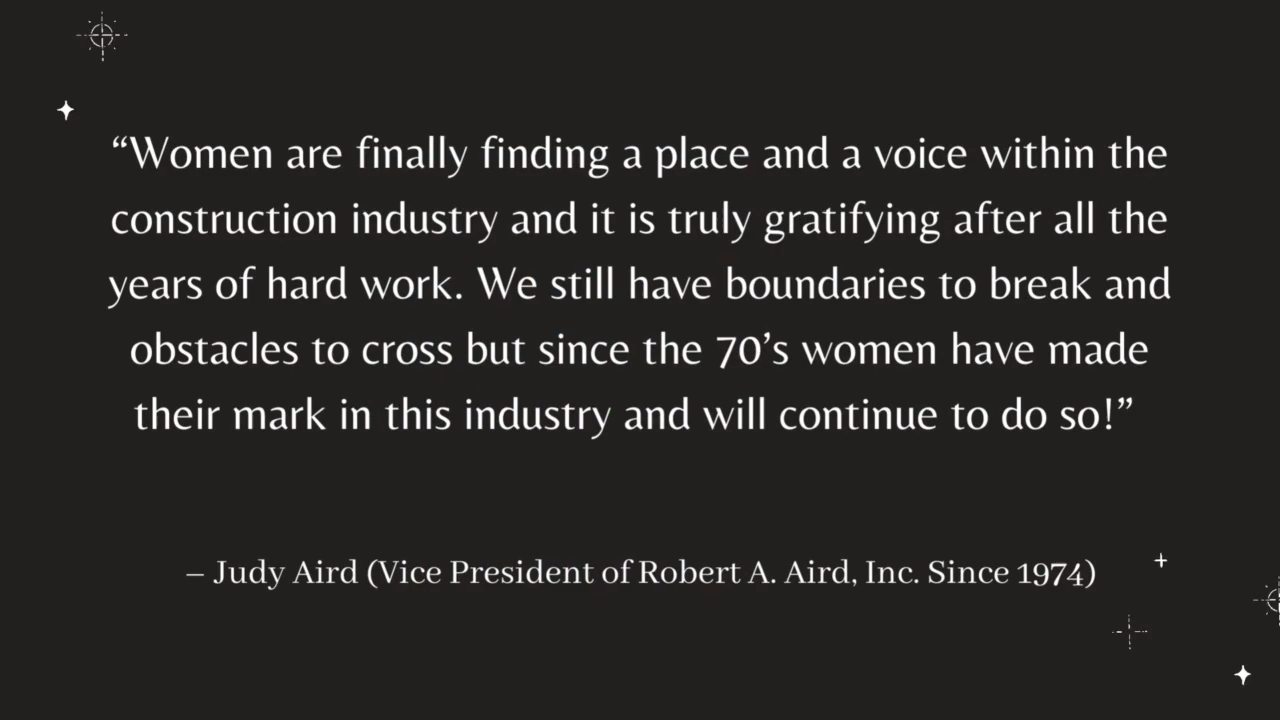 “Women are finally finding a place and a voice within the
construction industry and it is truly gratifying after all the
years of hard work. We still have boundaries to break and
obstacles to cross but since the 70’s women have made
their mark in this industry and will continue to do so!”
– Judy Aird (Vice President of Robert A. Aird, Inc. Since 1974)